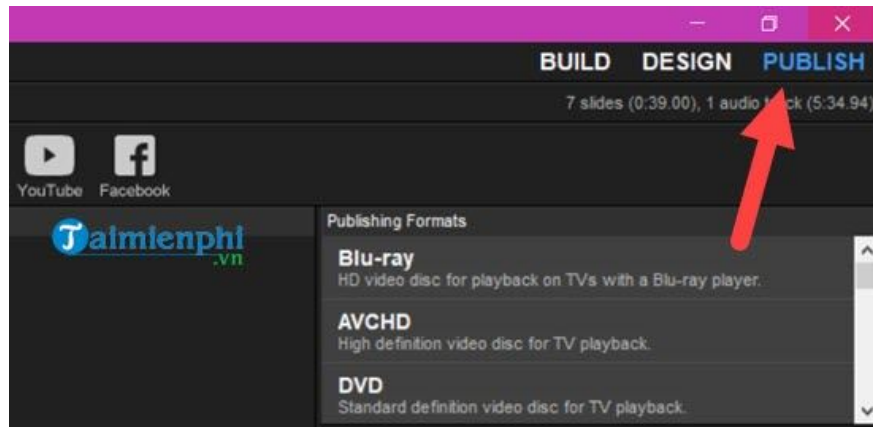 BUILD DESIGN PUBLISH
7 slides (0:39.00), 1 audio track (5:34.94)
YouTube Facebook
Taimienphi
.vn
Publishing Formats
Blu-ray
HD video disc for playback on TVs with a Blu-ray player.
AVCHD
High definition video disc for TV playback.
DVD
Standard definition video disc for TV playback.